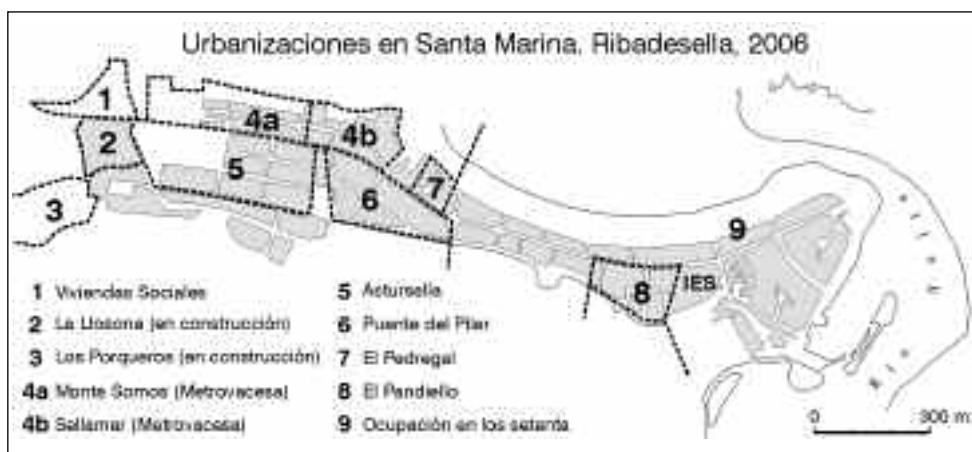 Urbanizaciones en Santa Marina. Ribadesella, 2006
1
2
3
4a
4b
5
6
7
8
9
IES
Río
1 Viviendas Sociales
2 La Llosona (en construcción)
3 Los Porqueros (en construcción)
4a Monte Somos (Metrovacesa)
4b Sellamar (Metrovacesa)
5 Astursella
6 Puente del Pilar
7 El Pedregal
8 El Pandiello
9 Ocupación en los setenta
0 300 m